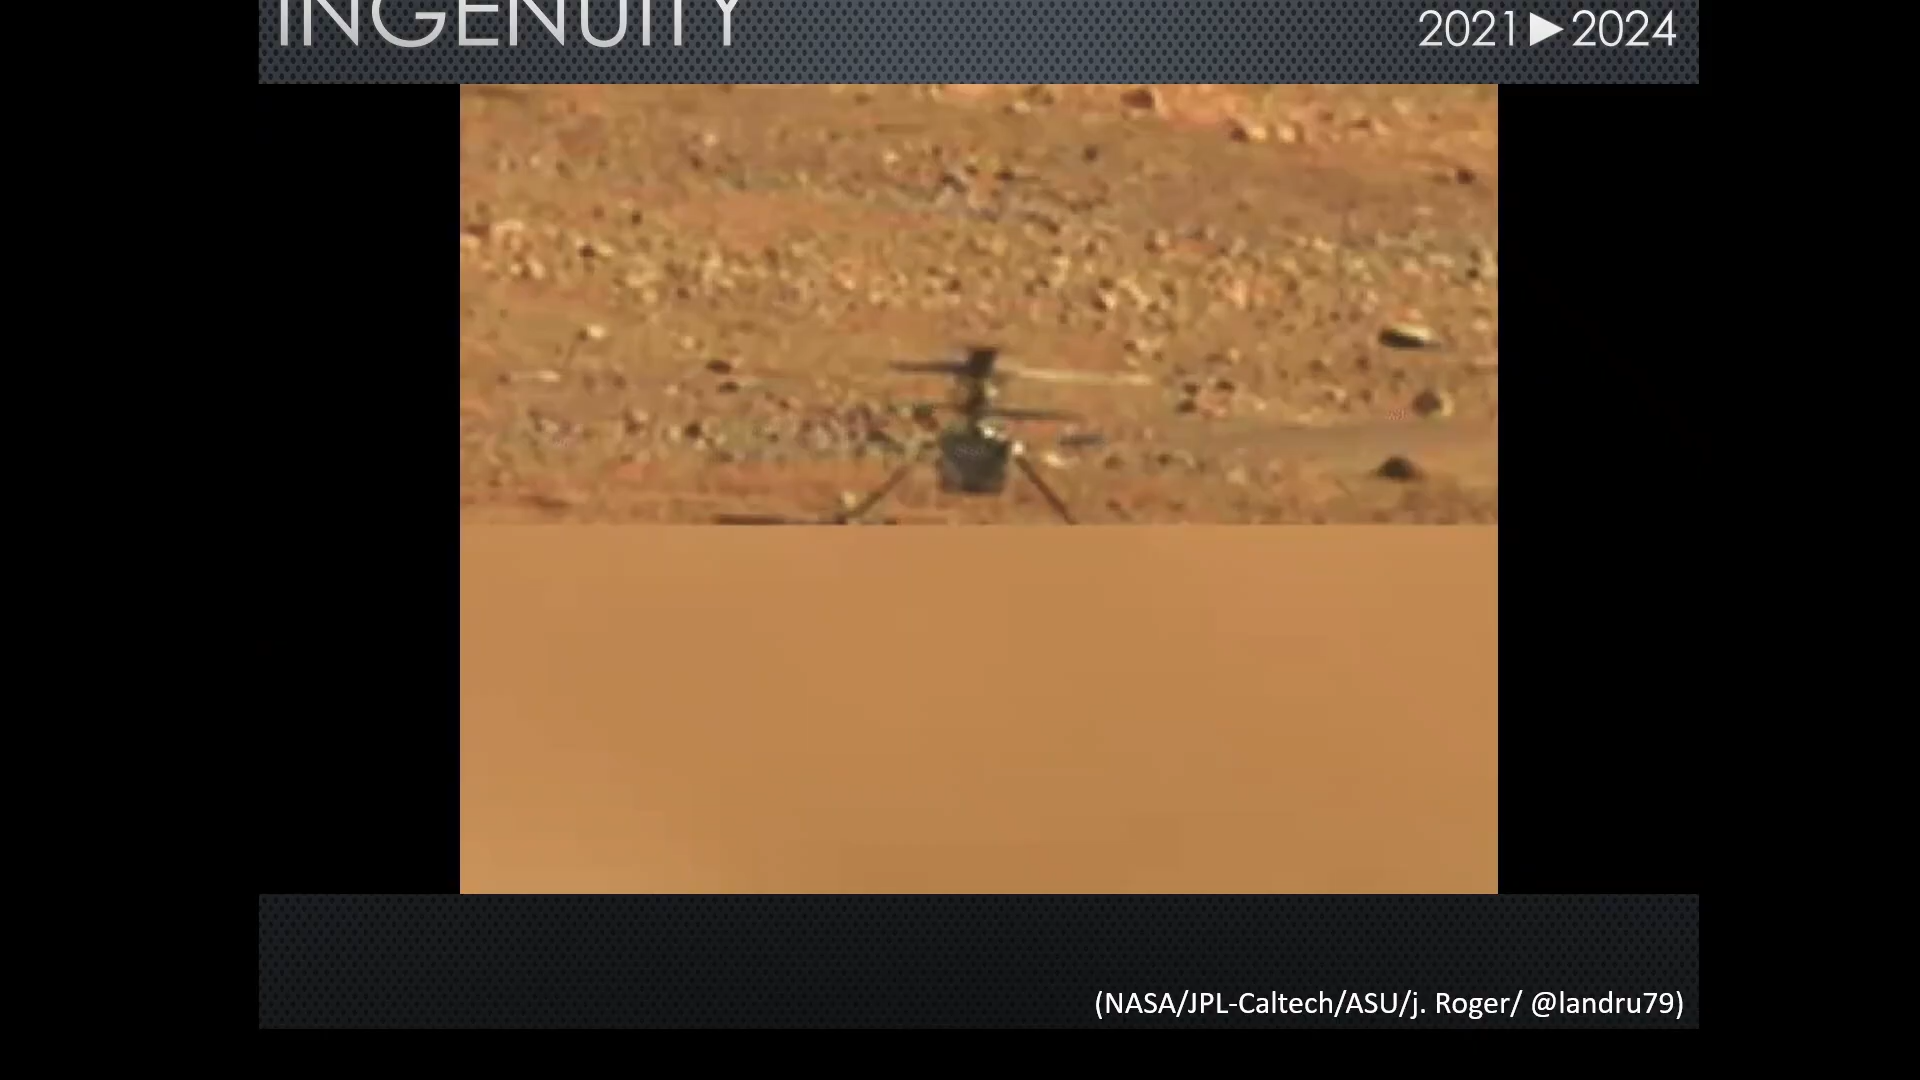 INGENUITY
2021▶2024
(NASA/JPL-Caltech/ASU/j. Roger/ @landru79)